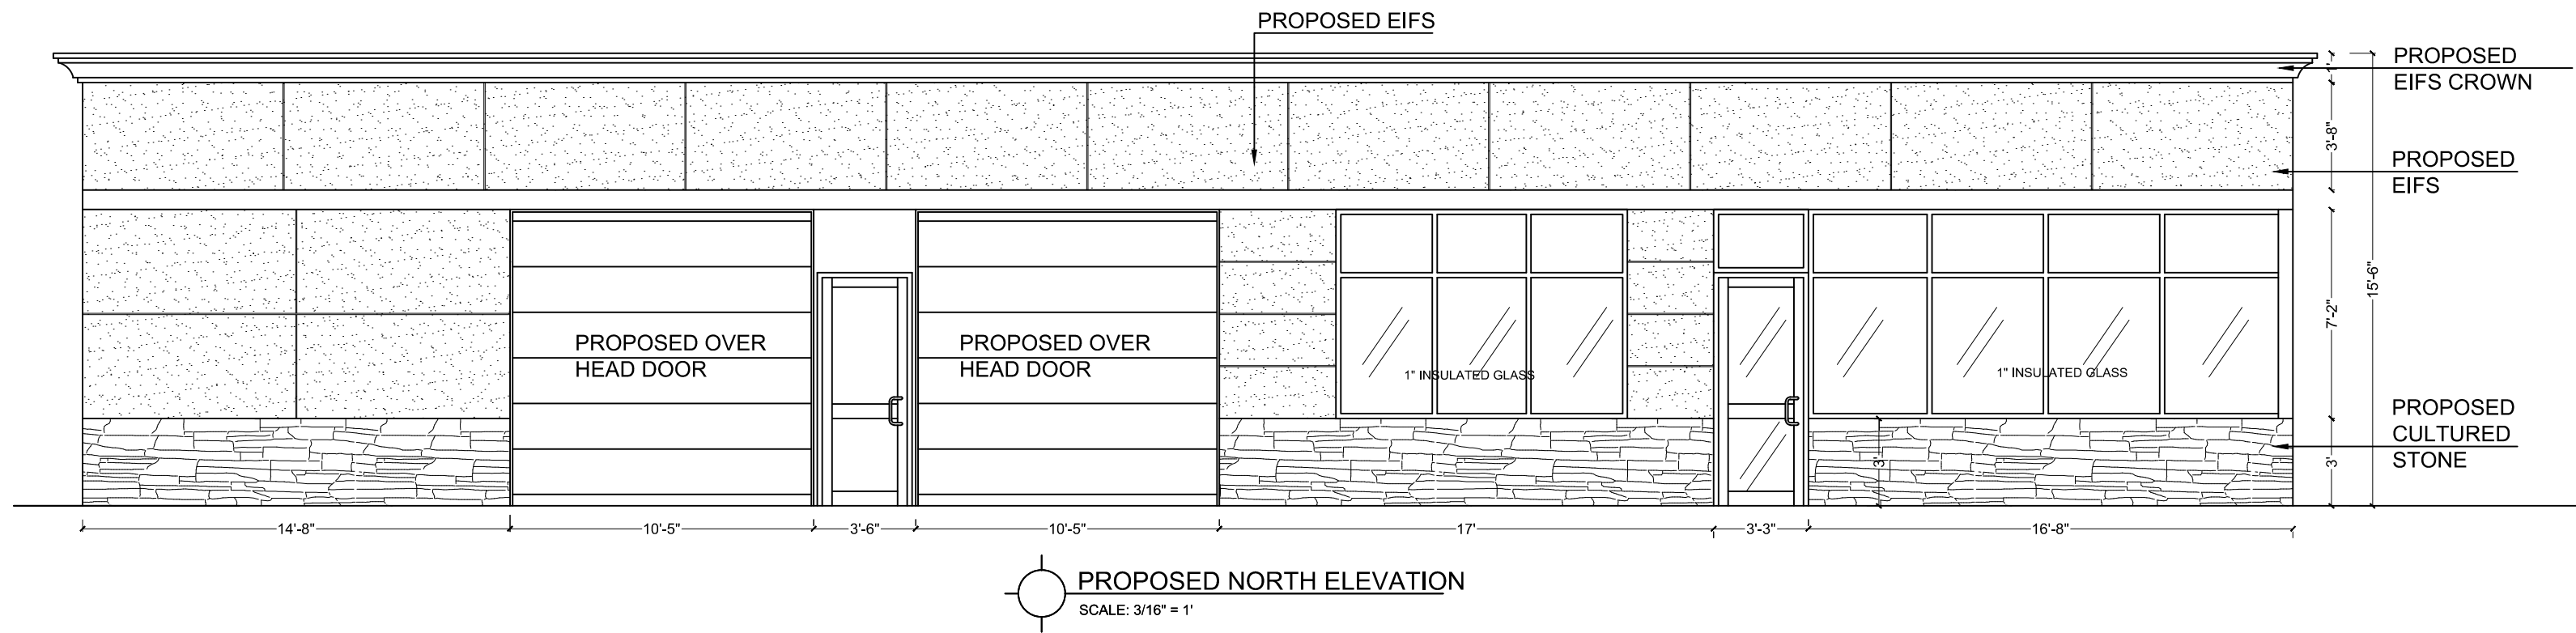 PROPOSED EIFS
PROPOSED
EIFS CROWN
1'
3'-8"
PROPOSED
EIFS
15'-6"
7'-2"
PROPOSED OVER
HEAD DOOR
PROPOSED OVER
HEAD DOOR
1" INSULATED GLASS
1" INSULATED GLASS
PROPOSED
CULTURED
STONE
3'
3'
14'-8"
10'-5"
3'-6"
10'-5"
17'
3'-3"
16'-8"
PROPOSED NORTH ELEVATION
SCALE: 3/16" = 1'